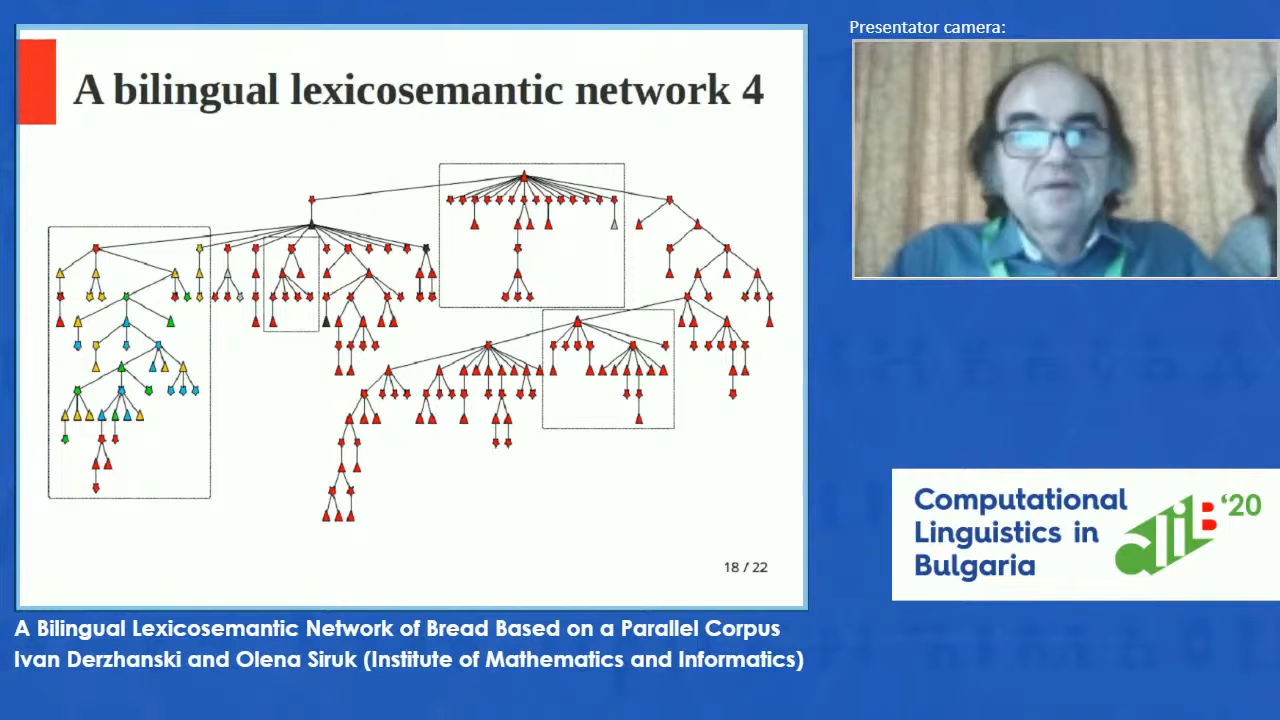 Presentator camera:
A bilingual lexicosemantic network 4
18 / 22
Computational
Linguistics in
Bulgaria
CLIB '20
A Bilingual Lexicosemantic Network of Bread Based on a Parallel Corpus
Ivan Derzhanski and Olena Siruk (Institute of Mathematics and Informatics)